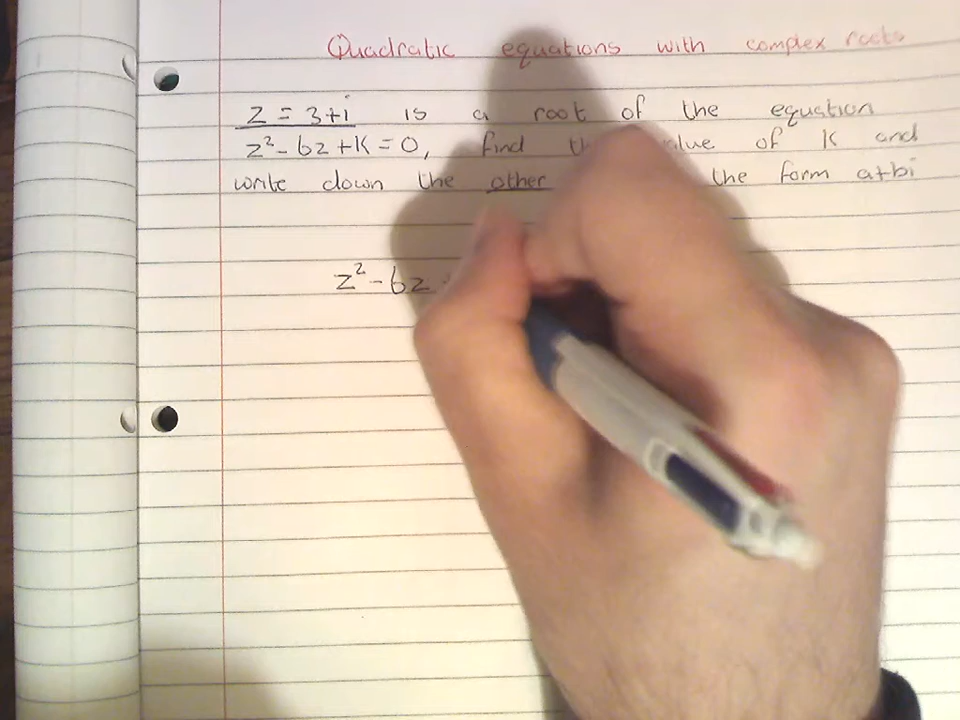 Quadratic equations with complex roots
z = 3+i is a root of the equation
z² - 6z + K = 0, find value of K and
write down the other the form a+bi
z² - 6z